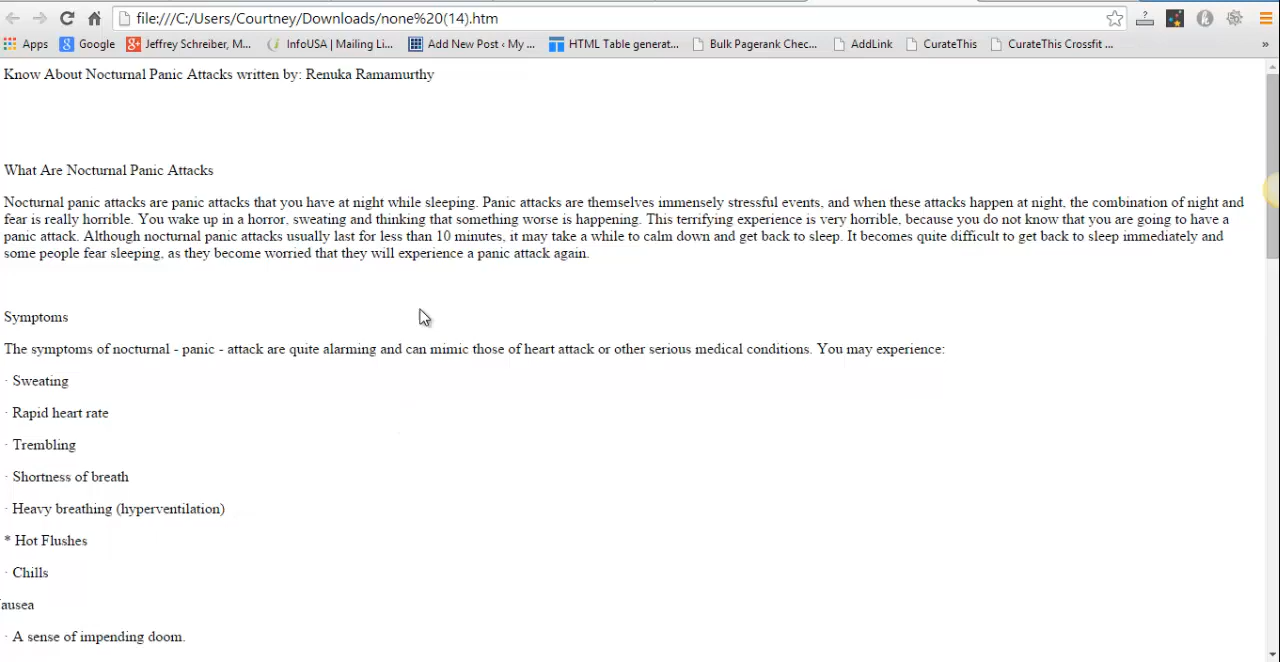 file:///C:/Users/Courtney/Downloads/none%20(14).htm
Apps Google Jeffrey Schreiber, M... InfoUSA | Mailing Li... Add New Post ‹ My ... HTML Table generat... Bulk Pagerank Chec... AddLink CurateThis CurateThis Crossfit ... »
Know About Nocturnal Panic Attacks written by: Renuka Ramamurthy
What Are Nocturnal Panic Attacks
Nocturnal panic attacks are panic attacks that you have at night while sleeping. Panic attacks are themselves immensely stressful events, and when these attacks happen at night, the combination of night and
fear is really horrible. You wake up in a horror, sweating and thinking that something worse is happening. This terrifying experience is very horrible, because you do not know that you are going to have a
panic attack. Although nocturnal panic attacks usually last for less than 10 minutes, it may take a while to calm down and get back to sleep. It becomes quite difficult to get back to sleep immediately and
some people fear sleeping, as they become worried that they will experience a panic attack again.
Symptoms
The symptoms of nocturnal - panic - attack are quite alarming and can mimic those of heart attack or other serious medical conditions. You may experience:
· Sweating
· Rapid heart rate
· Trembling
· Shortness of breath
· Heavy breathing (hyperventilation)
* Hot Flushes
· Chills
ausea
· A sense of impending doom.